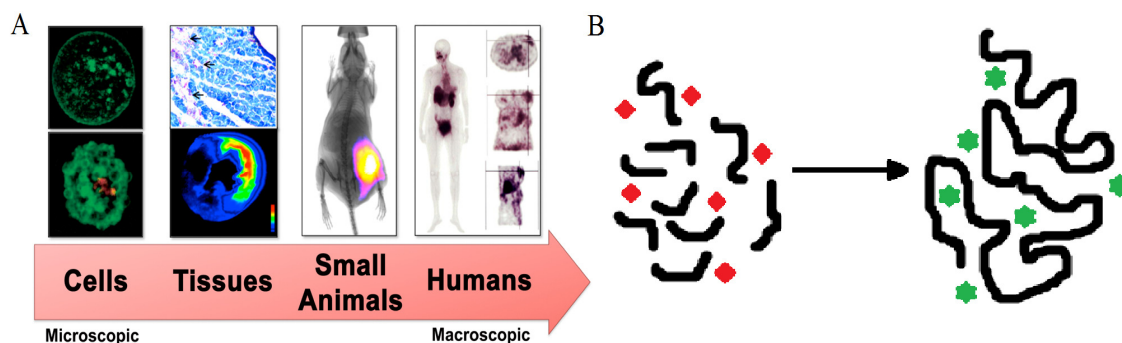 A
B
Cells
Tissues
Small
Animals
Humans
Microscopic
Macroscopic